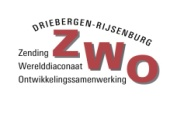 DRIEBERGEN-RIJSENBURG
ZWO
Zending
Werelddiaconaat
Ontwikkelingssamenwerking